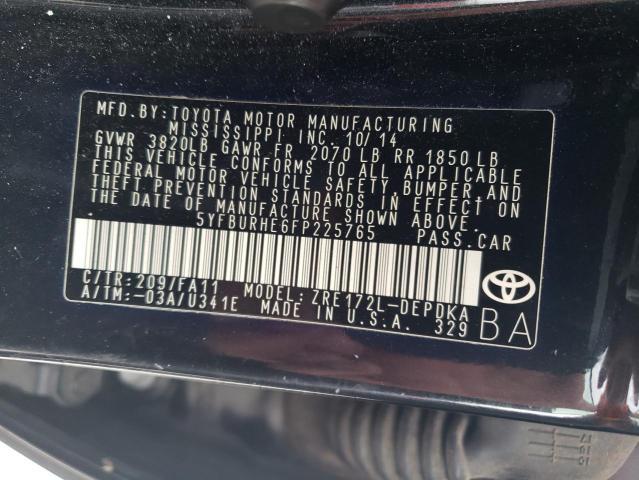 MFD.BY:TOYOTA MOTOR MANUFACTURING
MISSISSIPPI INC. 10/14
GVWR 3820LB GAWR FR 2070 LB RR 1850LB
THIS VEHICLE CONFORMS TO ALL APPLICABLE
FEDERAL MOTOR VEHICLE SAFETY, BUMPER AND
THEFT PREVENTION STANDARDS IN EFFECT ON
THE DATE OF MANUFACTURE SHOWN ABOVE.
5YFBURHE6FP225765 PASS.CAR
C/TR:209/FA11 MODEL: ZRE172L-DEPDKA
A/TM:-03A/U341E MADE IN U.S.A. 329
BA